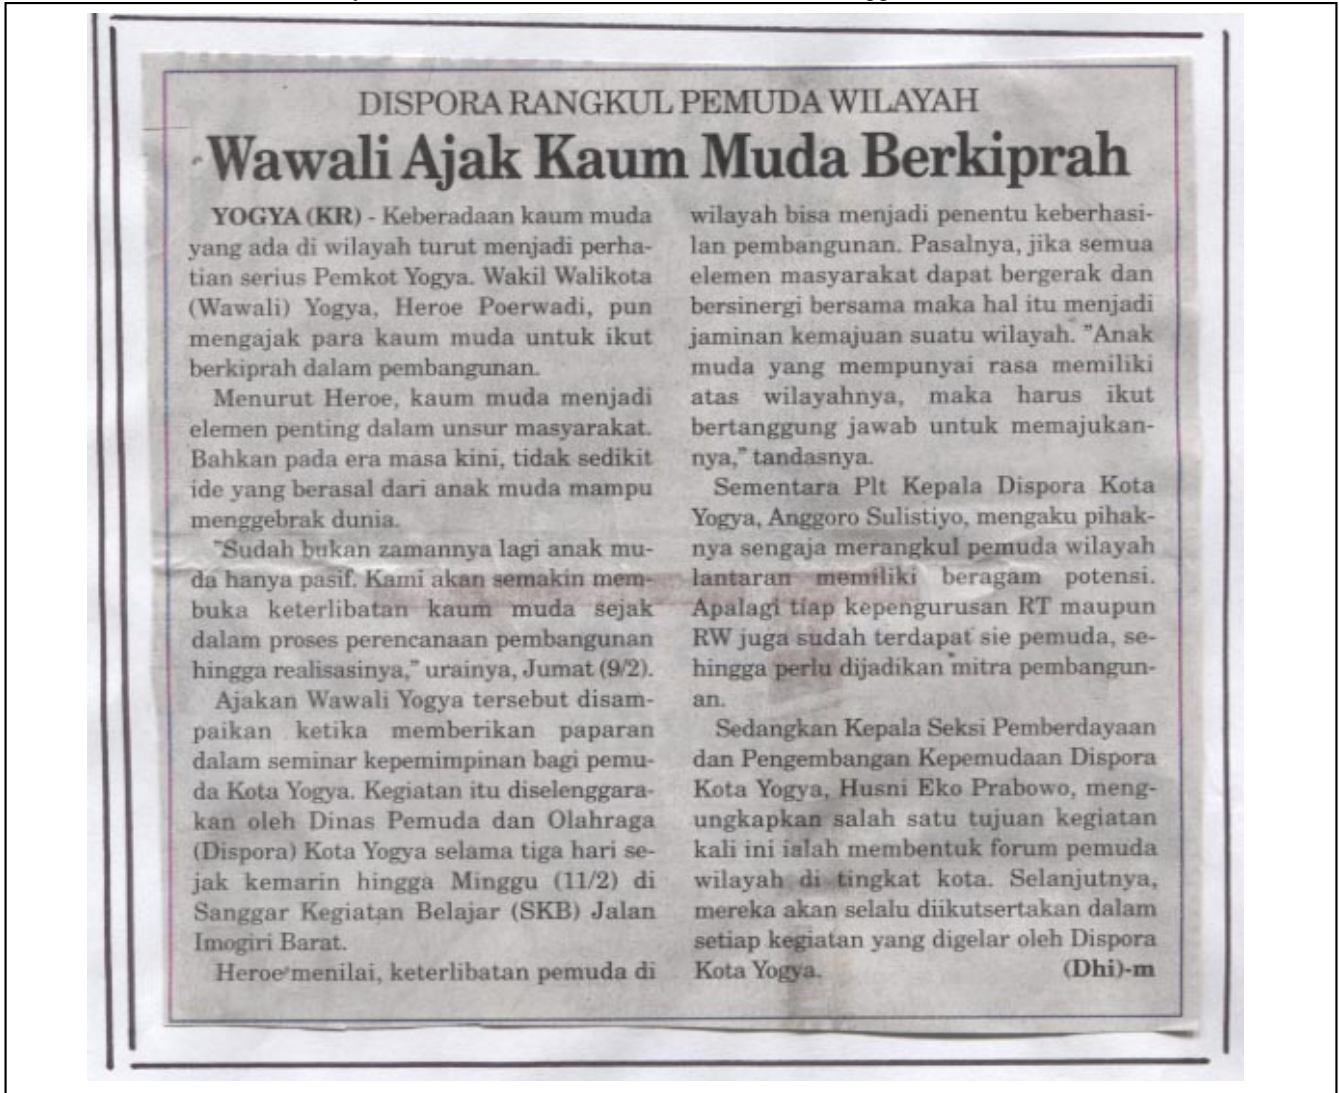 DISPORA RANGKUL PEMUDA WILAYAH
Wawali Ajak Kaum Muda Berkiprah
YOGYA (KR) - Keberadaan kaum muda
yang ada di wilayah turut menjadi perha-
tian serius Pemkot Yogya. Wakil Walikota
(Wawali) Yogya, Heroe Poerwadi, pun
mengajak para kaum muda untuk ikut
berkiprah dalam pembangunan.
Menurut Heroe, kaum muda menjadi
elemen penting dalam unsur masyarakat.
Bahkan pada era masa kini, tidak sedikit
ide yang berasal dari anak muda mampu
menggebrak dunia.
"Sudah bukan zamannya lagi anak mu-
da hanya pasif. Kami akan semakin mem-
buka keterlibatan kaum muda sejak
dalam proses perencanaan pembangunan
hingga realisasinya," urainya, Jumat (9/2).
Ajakan Wawali Yogya tersebut disam-
paikan ketika memberikan paparan
dalam seminar kepemimpinan bagi pemu-
da Kota Yogya. Kegiatan itu diselenggara-
kan oleh Dinas Pemuda dan Olahraga
(Dispora) Kota Yogya selama tiga hari se-
jak kemarin hingga Minggu (11/2) di
Sanggar Kegiatan Belajar (SKB) Jalan
Imogiri Barat.
Heroe menilai, keterlibatan pemuda di
wilayah bisa menjadi penentu keberhasi-
lan pembangunan. Pasalnya, jika semua
elemen masyarakat dapat bergerak dan
bersinergi bersama maka hal itu menjadi
jaminan kemajuan suatu wilayah. "Anak
muda yang mempunyai rasa memiliki
atas wilayahnya, maka harus ikut
bertanggung jawab untuk memajukan-
nya," tandasnya.
Sementara Plt Kepala Dispora Kota
Yogya, Anggoro Sulistiyo, mengaku pihak-
nya sengaja merangkul pemuda wilayah
lantaran memiliki beragam potensi.
Apalagi tiap kepengurusan RT maupun
RW juga sudah terdapat sie pemuda, se-
hingga perlu dijadikan mitra pembangun-
an.
Sedangkan Kepala Seksi Pemberdayaan
dan Pengembangan Kepemudaan Dispora
Kota Yogya, Husni Eko Prabowo, meng-
ungkapkan salah satu tujuan kegiatan
kali ini ialah membentuk forum pemuda
wilayah di tingkat kota. Selanjutnya,
mereka akan selalu diikutsertakan dalam
setiap kegiatan yang digelar oleh Dispora
Kota Yogya. (Dhi)-m